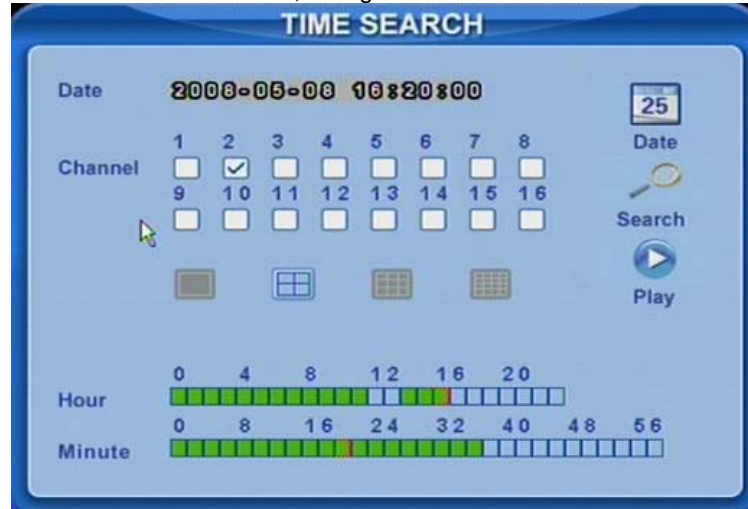 TIME SEARCH
Date 2008-05-08 16:20:00
25
Date
1 2 3 4 5 6 7 8
Channel
9 10 11 12 13 14 15 16
Search
Play
0 4 8 12 16 20
Hour
0 8 16 24 32 40 48 56
Minute